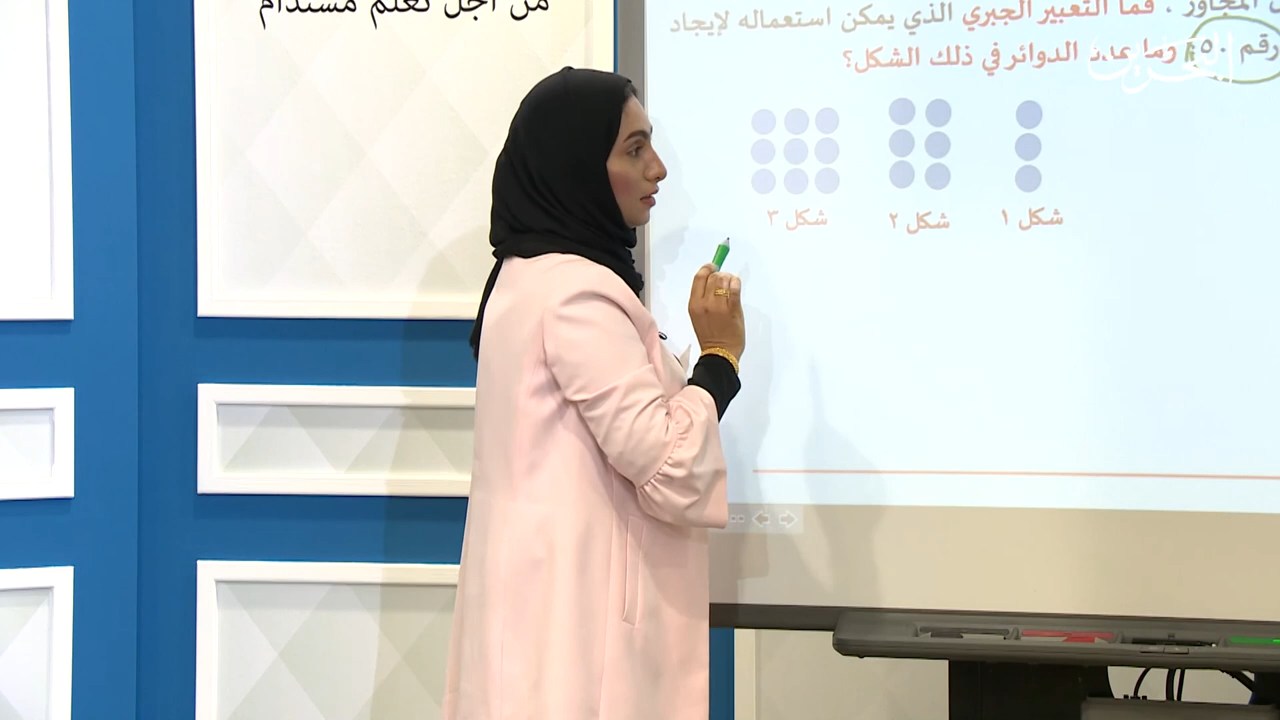 من أجل تعلم مستدام
المجاور ، فما التعبير الجبري الذي يمكن استعماله لإيجاد
رقم ٥٠ وما عدد الدوائر في ذلك الشكل؟
شكل ١
شكل ٢
شكل ٣
البحرين